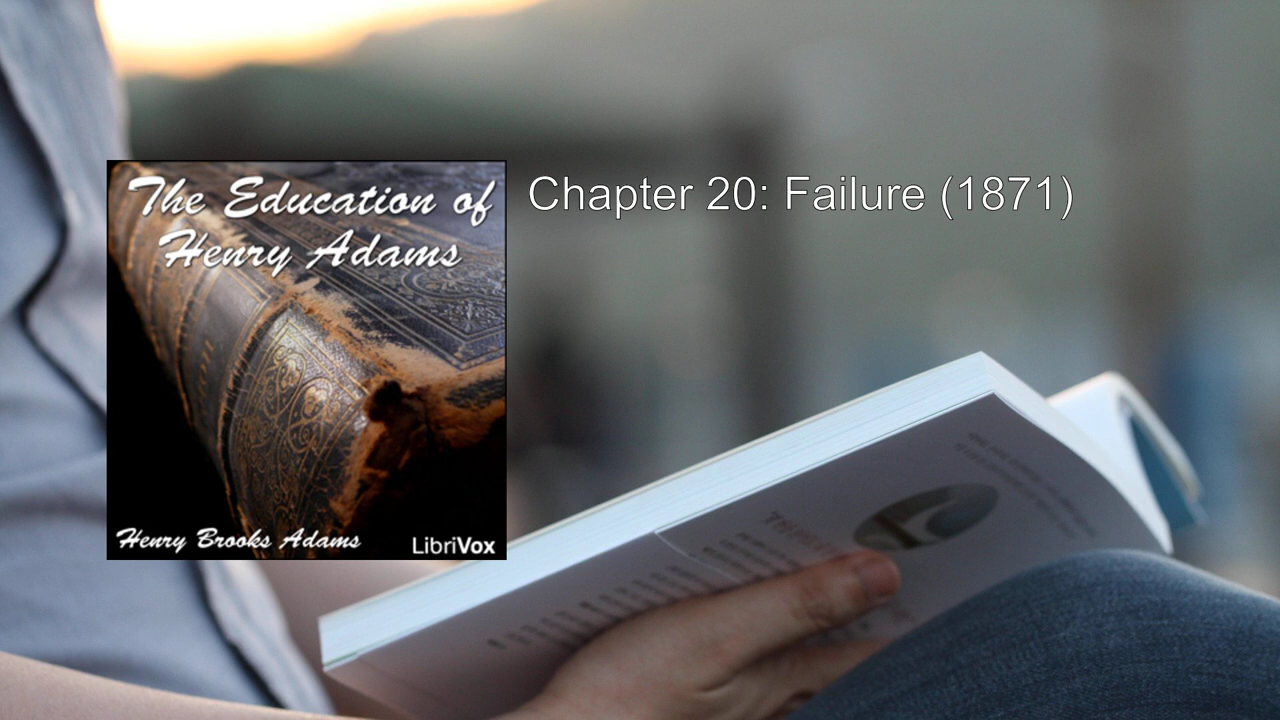 The Education of
Henry Adams
Henry Brooks Adams
LibriVox
Chapter 20: Failure (1871)